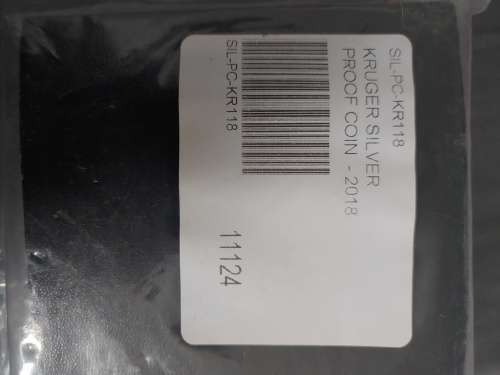 SIL-PC-KR118
KRUGER SILVER
PROOF COIN - 2018
SIL-PC-KR118
11124